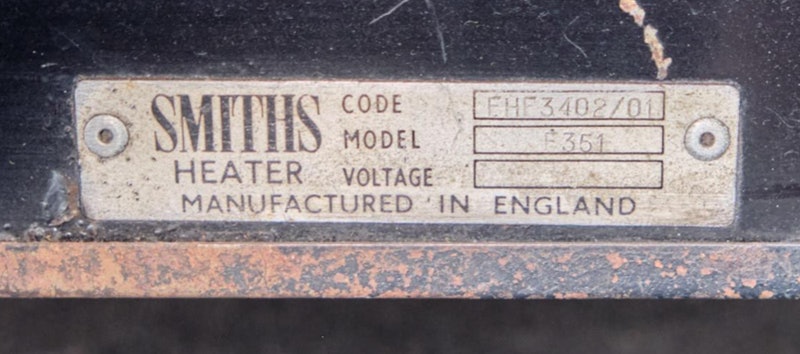 SMITHS CODE EHF3402/01
MODEL F351
HEATER VOLTAGE
MANUFACTURED IN ENGLAND